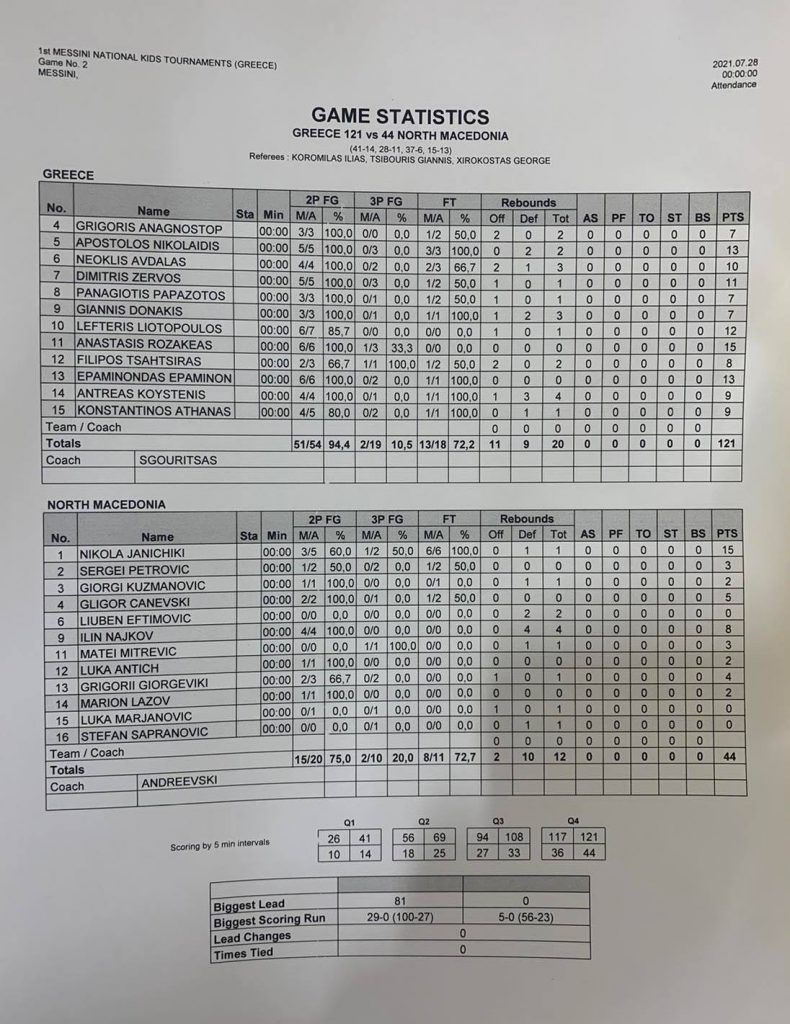 1st MESSINI NATIONAL KIDS TOURNAMENTS (GREECE)
Game No. 2
MESSINI,
2021.07.28
00:00:00
Attendance
GAME STATISTICS
GREECE 121 vs 44 NORTH MACEDONIA
(41-14, 28-11, 37-6, 15-13)
Referees : KOROMILAS ILIAS, TSIBOURIS GIANNIS, XIROKOSTAS GEORGE
GREECE
2P FG 3P FG FT Rebounds
No. Name Sta Min M/A % M/A % M/A % Off Def Tot AS PF TO ST BS PTS
4 GRIGORIS ANAGNOSTOP 00:00 3/3 100,0 0/0 0,0 1/2 50,0 2 0 2 0 0 0 0 0 7
5 APOSTOLOS NIKOLAIDIS 00:00 5/5 100,0 0/3 0,0 3/3 100,0 0 2 2 0 0 0 0 0 13
6 NEOKLIS AVDALAS 00:00 4/4 100,0 0/2 0,0 2/3 66,7 2 1 3 0 0 0 0 0 10
7 DIMITRIS ZERVOS 00:00 5/5 100,0 0/3 0,0 1/2 50,0 1 0 1 0 0 0 0 0 11
8 PANAGIOTIS PAPAZOTOS 00:00 3/3 100,0 0/1 0,0 1/2 50,0 1 0 1 0 0 0 0 0 7
9 GIANNIS DONAKIS 00:00 3/3 100,0 0/1 0,0 1/1 100,0 1 2 3 0 0 0 0 0 7
10 LEFTERIS LIOTOPOULOS 00:00 6/7 85,7 0/0 0,0 0/0 0,0 1 0 1 0 0 0 0 0 12
11 ANASTASIS ROZAKEAS 00:00 6/6 100,0 1/3 33,3 0/0 0,0 0 0 0 0 0 0 0 0 15
12 FILIPOS TSAHTSIRAS 00:00 2/3 66,7 1/1 100,0 1/2 50,0 2 0 2 0 0 0 0 0 8
13 EPAMINONDAS EPAMINON 00:00 6/6 100,0 0/2 0,0 1/1 100,0 0 0 0 0 0 0 0 0 13
14 ANTREAS KOYSTENIS 00:00 4/4 100,0 0/1 0,0 1/1 100,0 1 3 4 0 0 0 0 0 9
15 KONSTANTINOS ATHANAS 00:00 4/5 80,0 0/2 0,0 1/1 100,0 0 1 1 0 0 0 0 0 9
Team / Coach 0 0 0 0 0 0 0 0
Totals 51/54 94,4 2/19 10,5 13/18 72,2 11 9 20 0 0 0 0 0 121
Coach SGOURITSAS
NORTH MACEDONIA
2P FG 3P FG FT Rebounds
No. Name Sta Min M/A % M/A % M/A % Off Def Tot AS PF TO ST BS PTS
1 NIKOLA JANICHIKI 00:00 3/5 60,0 1/2 50,0 6/6 100,0 0 1 1 0 0 0 0 0 15
2 SERGEI PETROVIC 00:00 1/2 50,0 0/2 0,0 1/2 50,0 0 0 0 0 0 0 0 0 3
3 GIORGI KUZMANOVIC 00:00 1/1 100,0 0/0 0,0 0/1 0,0 0 1 1 0 0 0 0 0 2
4 GLIGOR CANEVSKI 00:00 2/2 100,0 0/1 0,0 1/2 50,0 0 0 0 0 0 0 0 0 5
6 LIUBEN EFTIMOVIC 00:00 0/0 0,0 0/0 0,0 0/0 0,0 0 2 2 0 0 0 0 0 0
9 ILIN NAJKOV 00:00 4/4 100,0 0/0 0,0 0/0 0,0 0 4 4 0 0 0 0 0 8
11 MATEI MITREVIC 00:00 0/0 0,0 1/1 100,0 0/0 0,0 0 1 1 0 0 0 0 0 3
12 LUKA ANTICH 00:00 1/1 100,0 0/0 0,0 0/0 0,0 0 0 0 0 0 0 0 0 2
13 GRIGORII GIORGEVIKI 00:00 2/3 66,7 0/2 0,0 0/0 0,0 1 0 1 0 0 0 0 0 4
14 MARION LAZOV 00:00 1/1 100,0 0/0 0,0 0/0 0,0 0 0 0 0 0 0 0 0 2
15 LUKA MARJANOVIC 00:00 0/1 0,0 0/1 0,0 0/0 0,0 1 0 1 0 0 0 0 0 0
16 STEFAN SAPRANOVIC 00:00 0/0 0,0 0/1 0,0 0/0 0,0 0 1 1 0 0 0 0 0 0
Team / Coach 0 0 0 0 0 0 0 0
Totals 15/20 75,0 2/10 20,0 8/11 72,7 2 10 12 0 0 0 0 0 44
Coach ANDREEVSKI
Q1 Q2 Q3 Q4
Scoring by 5 min intervals
26 41 56 69 94 108 117 121
10 14 18 25 27 33 36 44
Biggest Lead 81 0
Biggest Scoring Run 29-0 (100-27) 5-0 (56-23)
Lead Changes 0
Times Tied 0